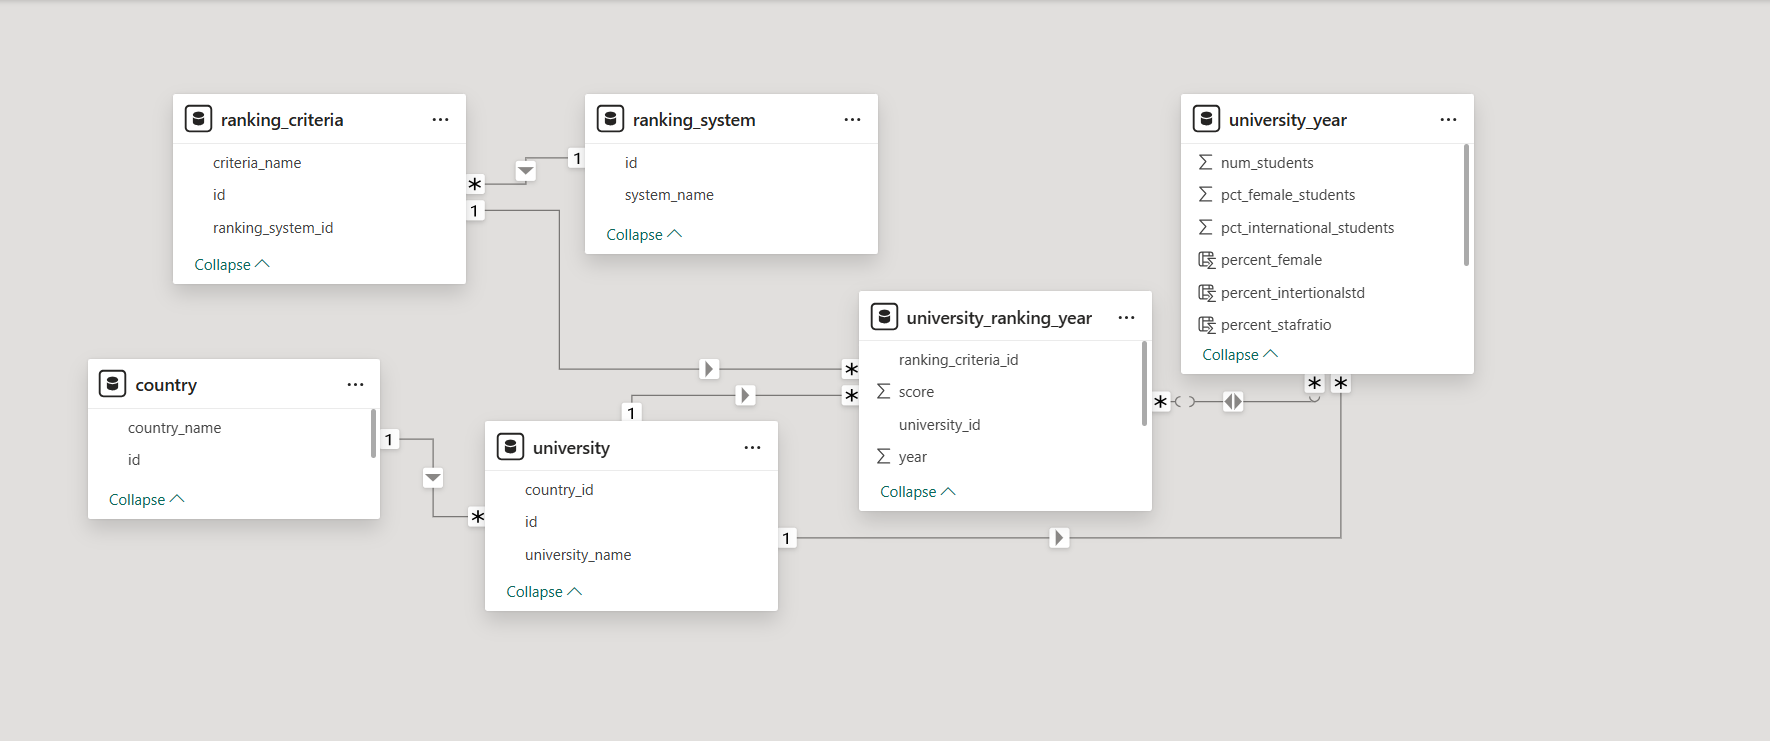 ranking_criteria
criteria_name
id
ranking_system_id
Collapse
ranking_system
id
system_name
Collapse
university_year
num_students
pct_female_students
pct_international_students
percent_female
percent_intertionalstd
percent_stafratio
Collapse
*
1
1
university_ranking_year
ranking_criteria_id
score
university_id
year
Collapse
*
*
*
*
*
country
country_name
id
Collapse
1
*
university
country_id
id
university_name
Collapse
1
1